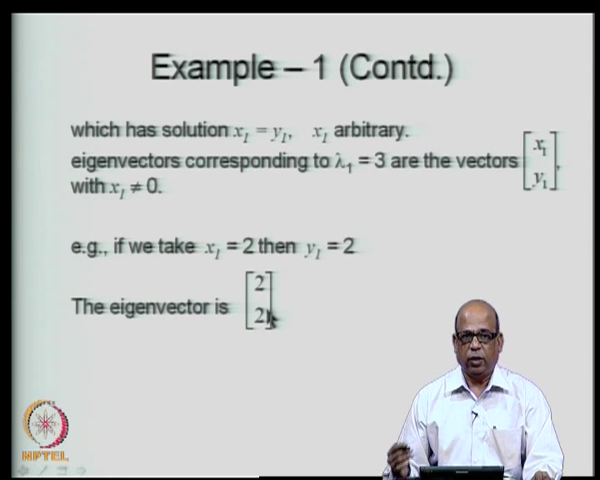 Example – 1 (Contd.)
which has solution x₁ = y₁, x₁ arbitrary.
eigenvectors corresponding to λ₁ = 3 are the vectors [x₁ y₁],
with x₁ ≠ 0.
e.g., if we take x₁ = 2 then y₁ = 2
The eigenvector is [2 2]
NPTEL